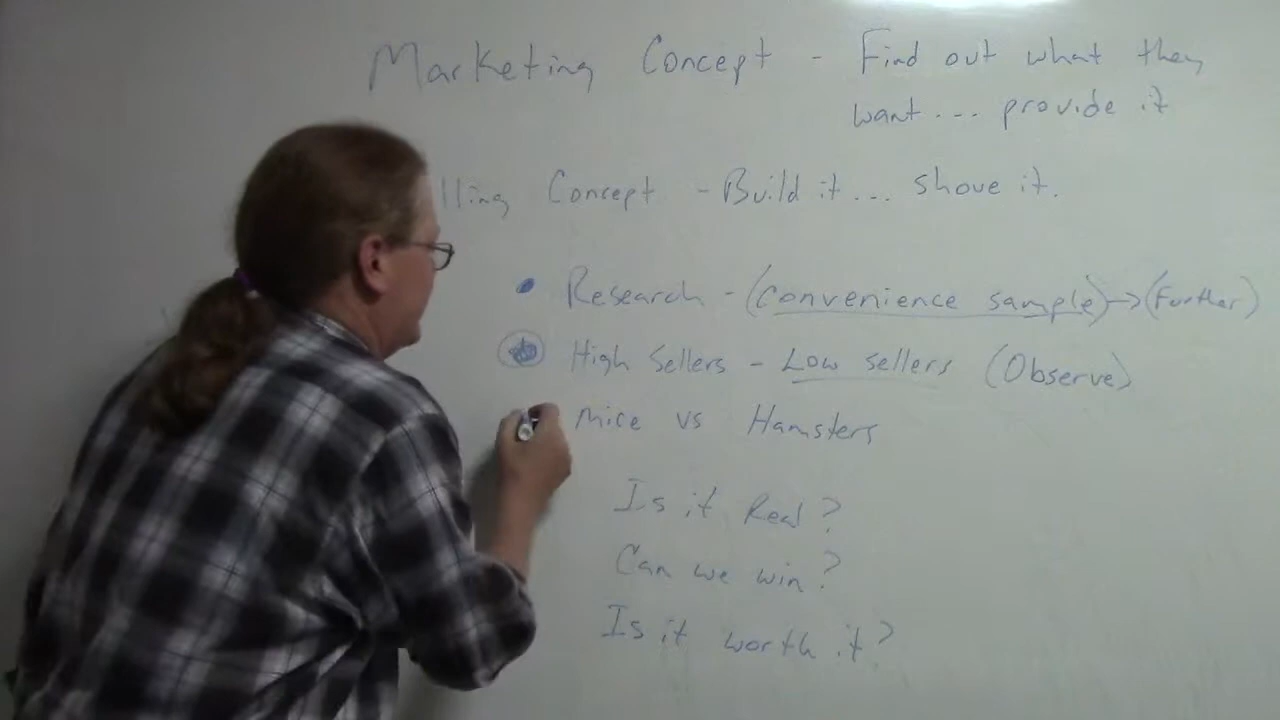 Marketing Concept - Find out what they
want... provide it
lling Concept - Build it... shove it.
• Research - (Convenience sample) → (Further)
High Sellers - Low sellers (Observe)
Mice vs Hamsters
Is it Real?
Can we win?
Is it worth it?